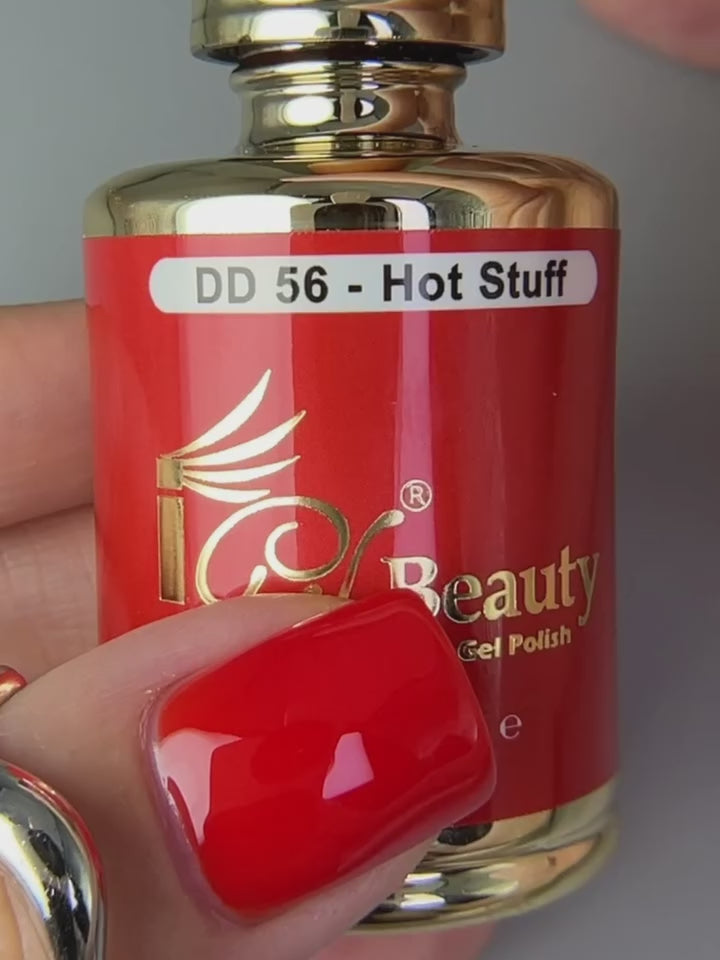 DD 56 - Hot Stuff
®
Beauty
Gel Polish
e